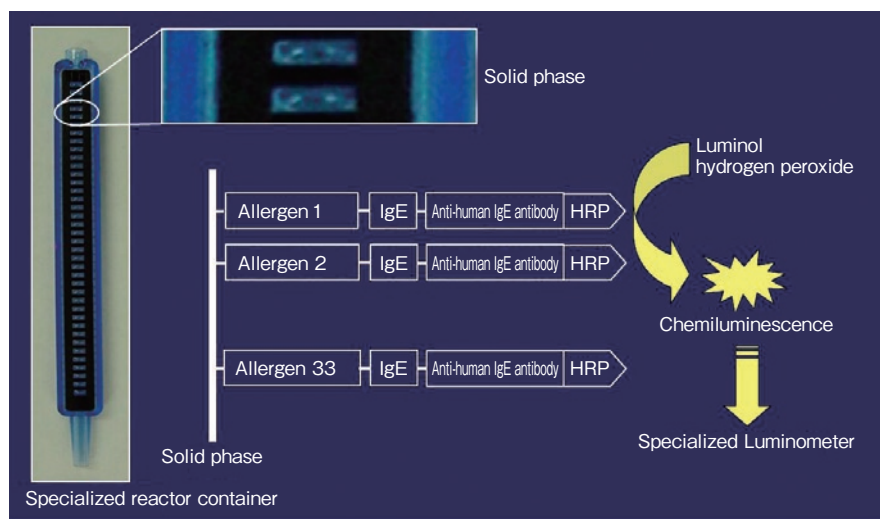 Solid phase
Luminol
hydrogen peroxide
Allergen 1 IgE Anti-human IgE antibody HRP
Allergen 2 IgE Anti-human IgE antibody HRP
Chemiluminescence
Allergen 33 IgE Anti-human IgE antibody HRP
Specialized Luminometer
Solid phase
Specialized reactor container